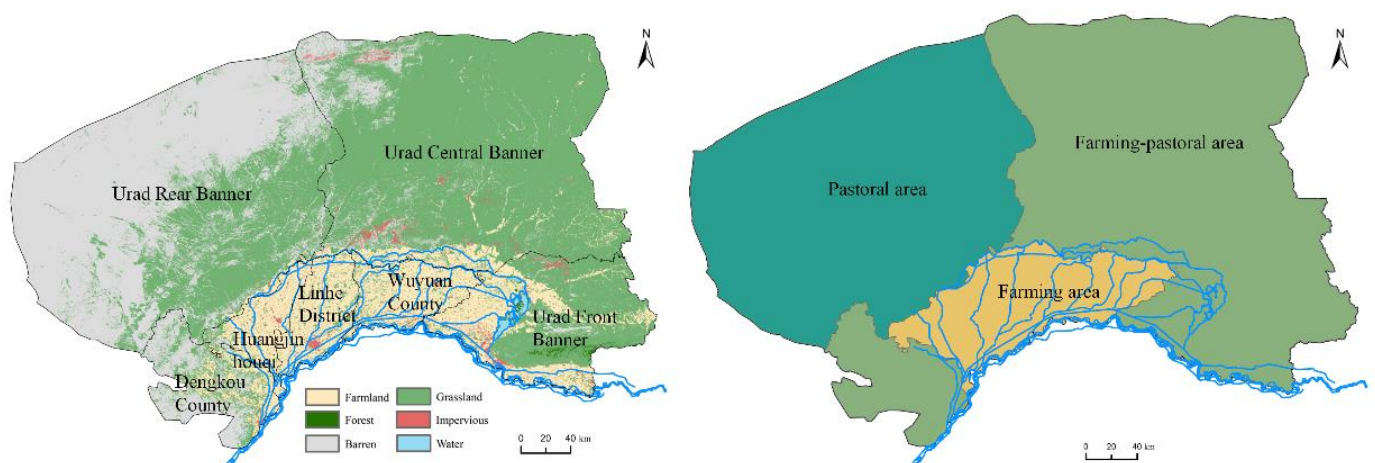 N
Urad Central Banner
Urad Rear Banner
Linhe
District
Wuyuan
County
Urad Front
Banner
Huangjin
houqi
Dengkou
County
Farmland
Grassland
Forest
Impervious
Barren
Water
0 20 40 km
N
Farming-pastoral area
Pastoral area
Farming area
0 20 40 km